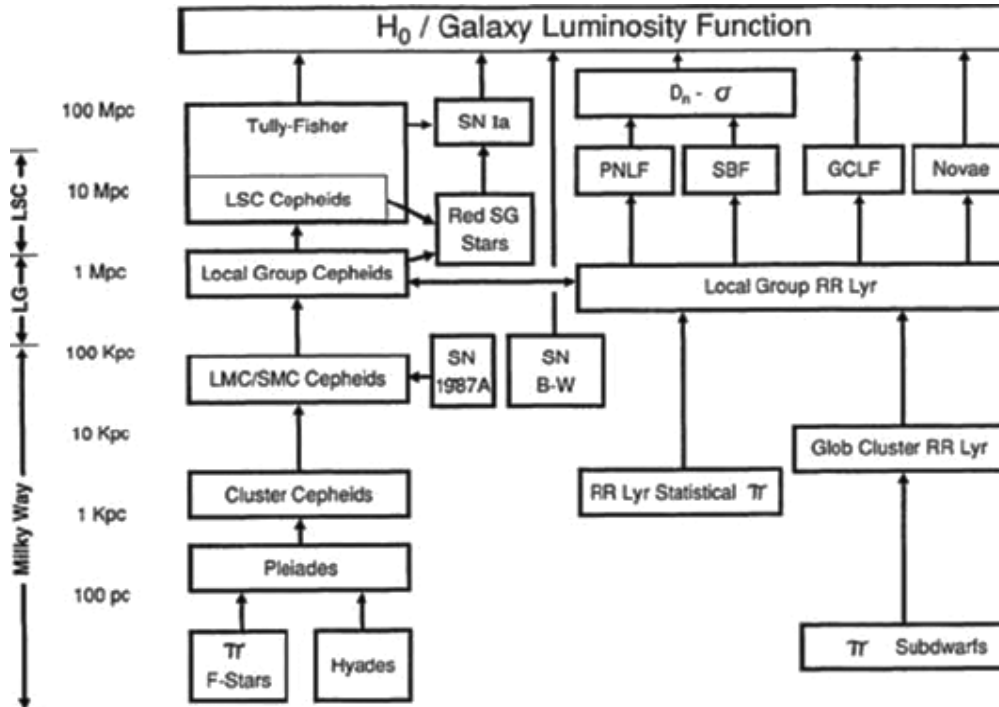 H₀ / Galaxy Luminosity Function
100 Mpc
Tully-Fisher
SN Ia
Dₙ - σ
PNLF
SBF
GCLF
Novae
10 Mpc
LSC Cepheids
Red SG
Stars
LSC
1 Mpc
Local Group Cepheids
Local Group RR Lyr
LG
100 Kpc
LMC/SMC Cepheids
SN
1987A
SN
B-W
10 Kpc
Glob Cluster RR Lyr
Cluster Cepheids
RR Lyr Statistical π
1 Kpc
Milky Way
Pleiades
100 pc
π
F-Stars
Hyades
π Subdwarfs